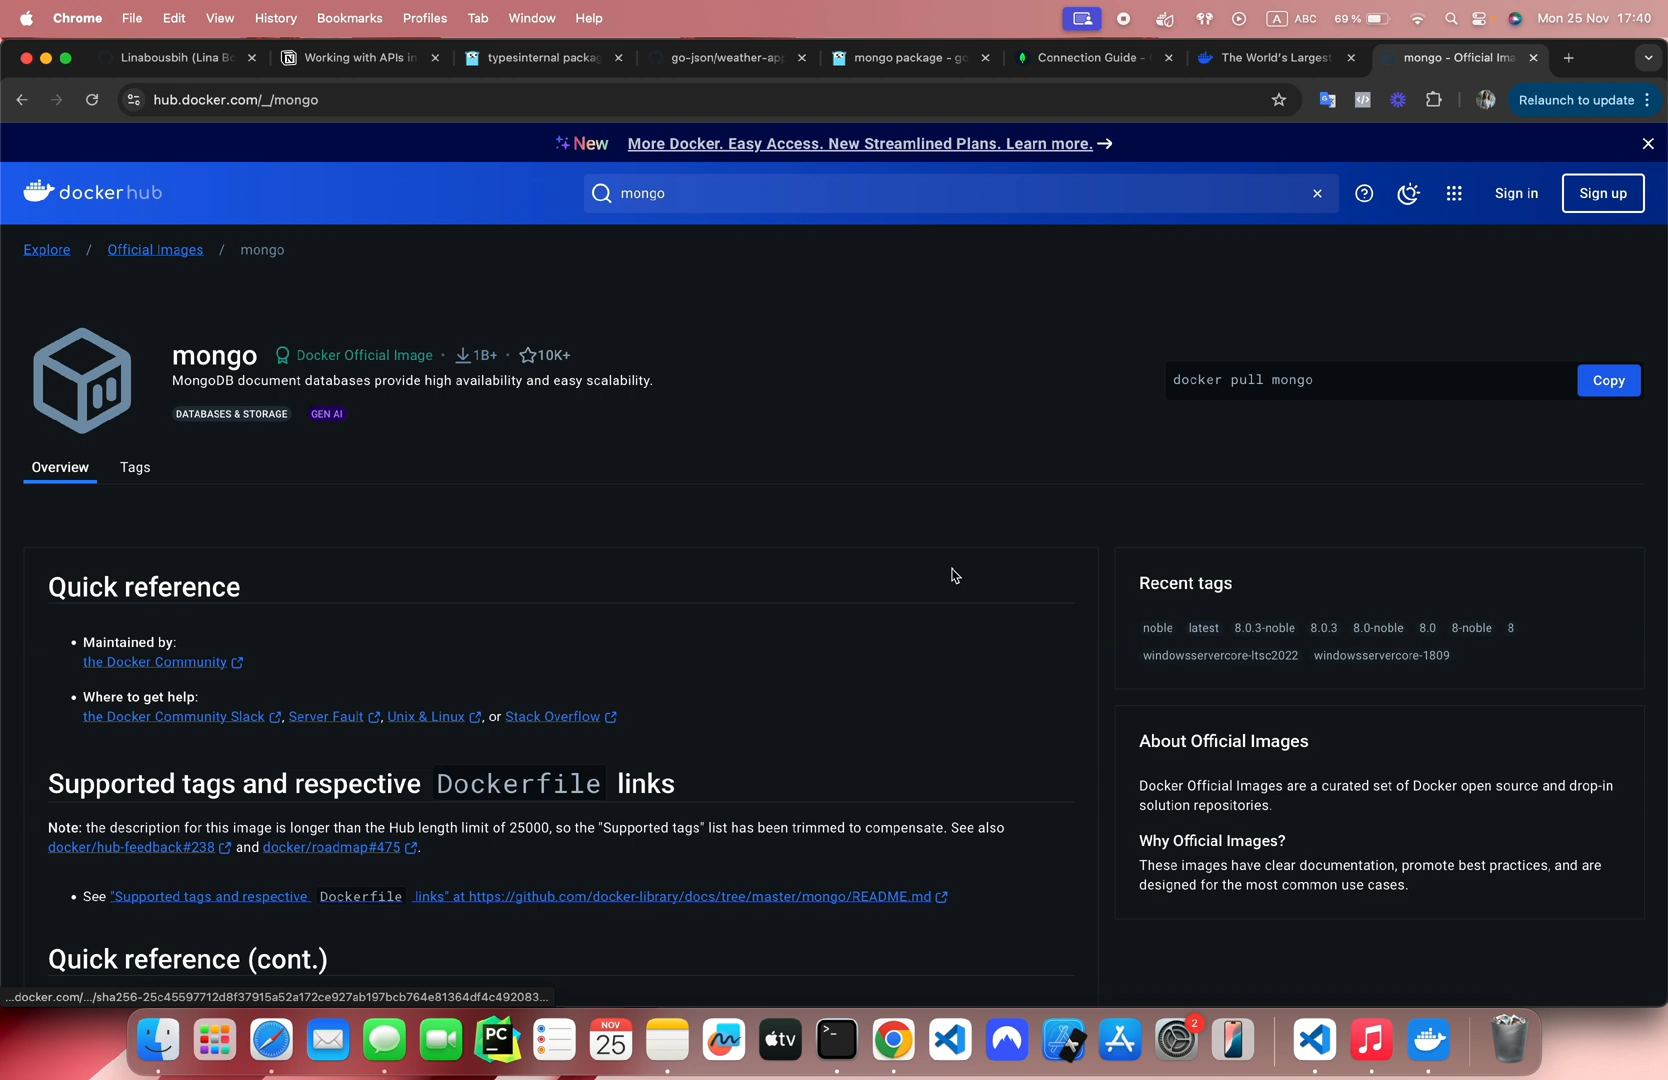 Chrome File Edit View History Bookmarks Profiles Tab Window Help
A ABC 69 % Mon 25 Nov 17:40
Linabousbih (Lina Bo
Working with APIs in
typesinternal packag
go-json/weather-app
mongo package - go
Connection Guide -
The World's Largest
mongo - Official Ima
hub.docker.com/_/mongo
Relaunch to update
New More Docker. Easy Access. New Streamlined Plans. Learn more. →
dockerhub
mongo
Sign in
Sign up
Explore / Official Images / mongo
mongo Docker Official Image · 1B+ · 10K+
MongoDB document databases provide high availability and easy scalability.
DATABASES & STORAGE GEN AI
docker pull mongo
Copy
Overview Tags
Quick reference
• Maintained by:
the Docker Community
• Where to get help:
the Docker Community Slack, Server Fault, Unix & Linux, or Stack Overflow
Supported tags and respective Dockerfile links
Note: the description for this image is longer than the Hub length limit of 25000, so the "Supported tags" list has been trimmed to compensate. See also
docker/hub-feedback#238 and docker/roadmap#475.
• See "Supported tags and respective Dockerfile links" at https://github.com/docker-library/docs/tree/master/mongo/README.md
Quick reference (cont.)
Recent tags
noble latest 8.0.3-noble 8.0.3 8.0-noble 8.0 8-noble 8
windowsservercore-ltsc2022 windowsservercore-1809
About Official Images
Docker Official Images are a curated set of Docker open source and drop-in
solution repositories.
Why Official Images?
These images have clear documentation, promote best practices, and are
designed for the most common use cases.
...docker.com/.../sha256-25c45597712d8f37915a52a172ce927ab197bcb764e81364df4c492083...
PC
NOV
25
tv
2